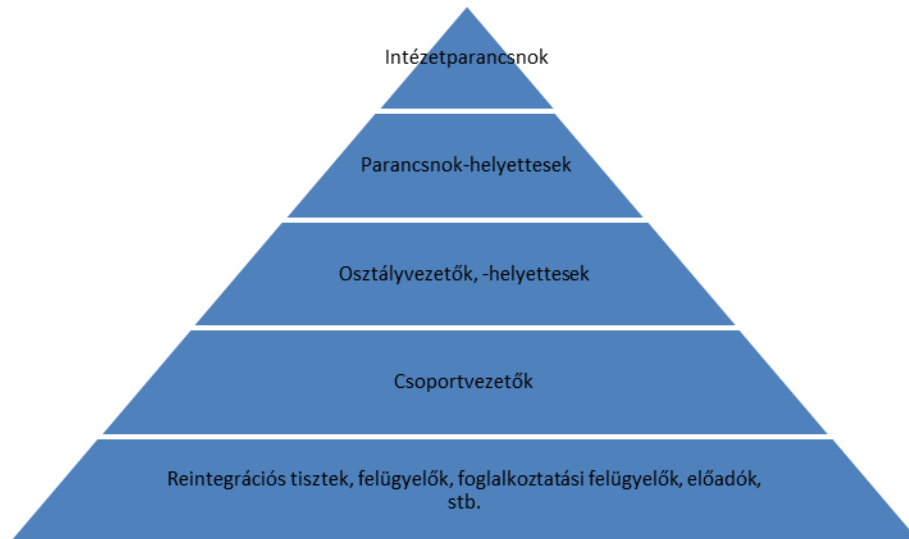 Intézetparancsnok
Parancsnok-helyettesek
Osztályvezetők, -helyettesek
Csoportvezetők
Reintegrációs tisztek, felügyelők, foglalkoztatási felügyelők, előadók,
stb.